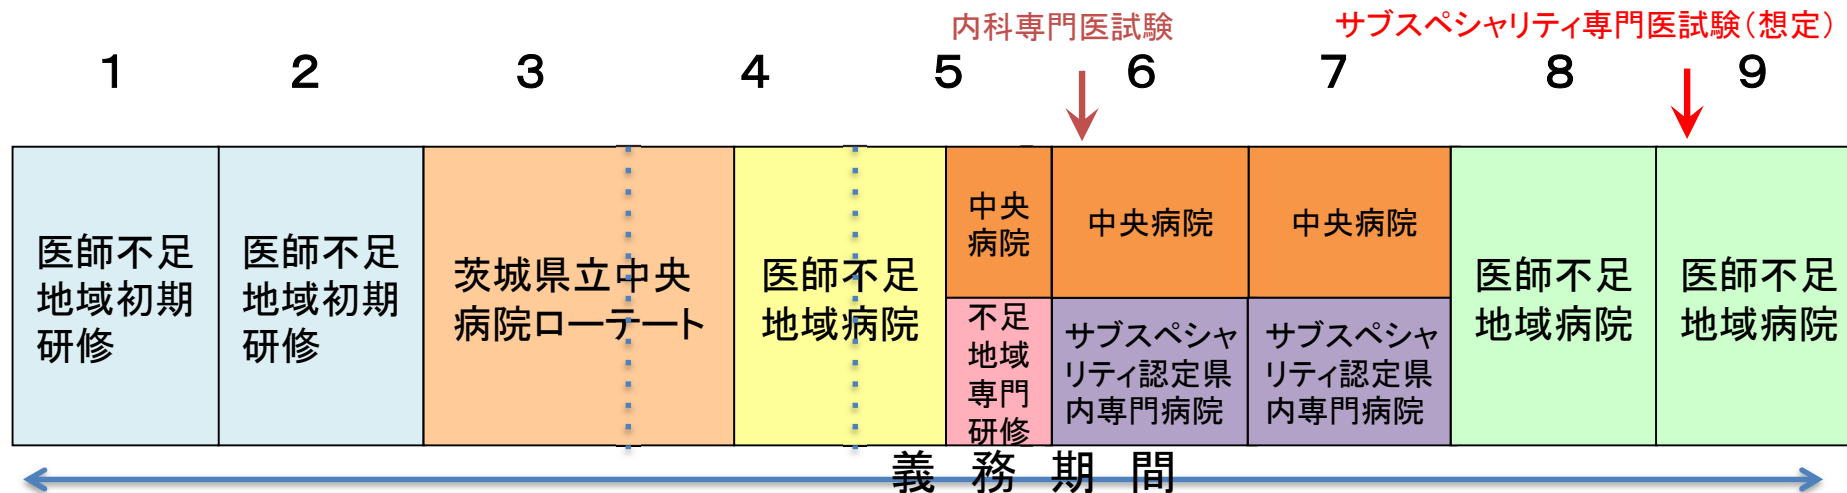 内科専門医試験
サブスペシャリティ専門医試験(想定)
1 2 3 4 5 6 7 8 9
医師不足
地域初期
研修
医師不足
地域初期
研修
茨城県立中央
病院ローテート
医師不足
地域病院
中央
病院
不足
地域
専門
研修
中央病院
サブスペシャ
リティ認定県
内専門病院
中央病院
サブスペシャ
リティ認定県
内専門病院
医師不足
地域病院
医師不足
地域病院
義務期間